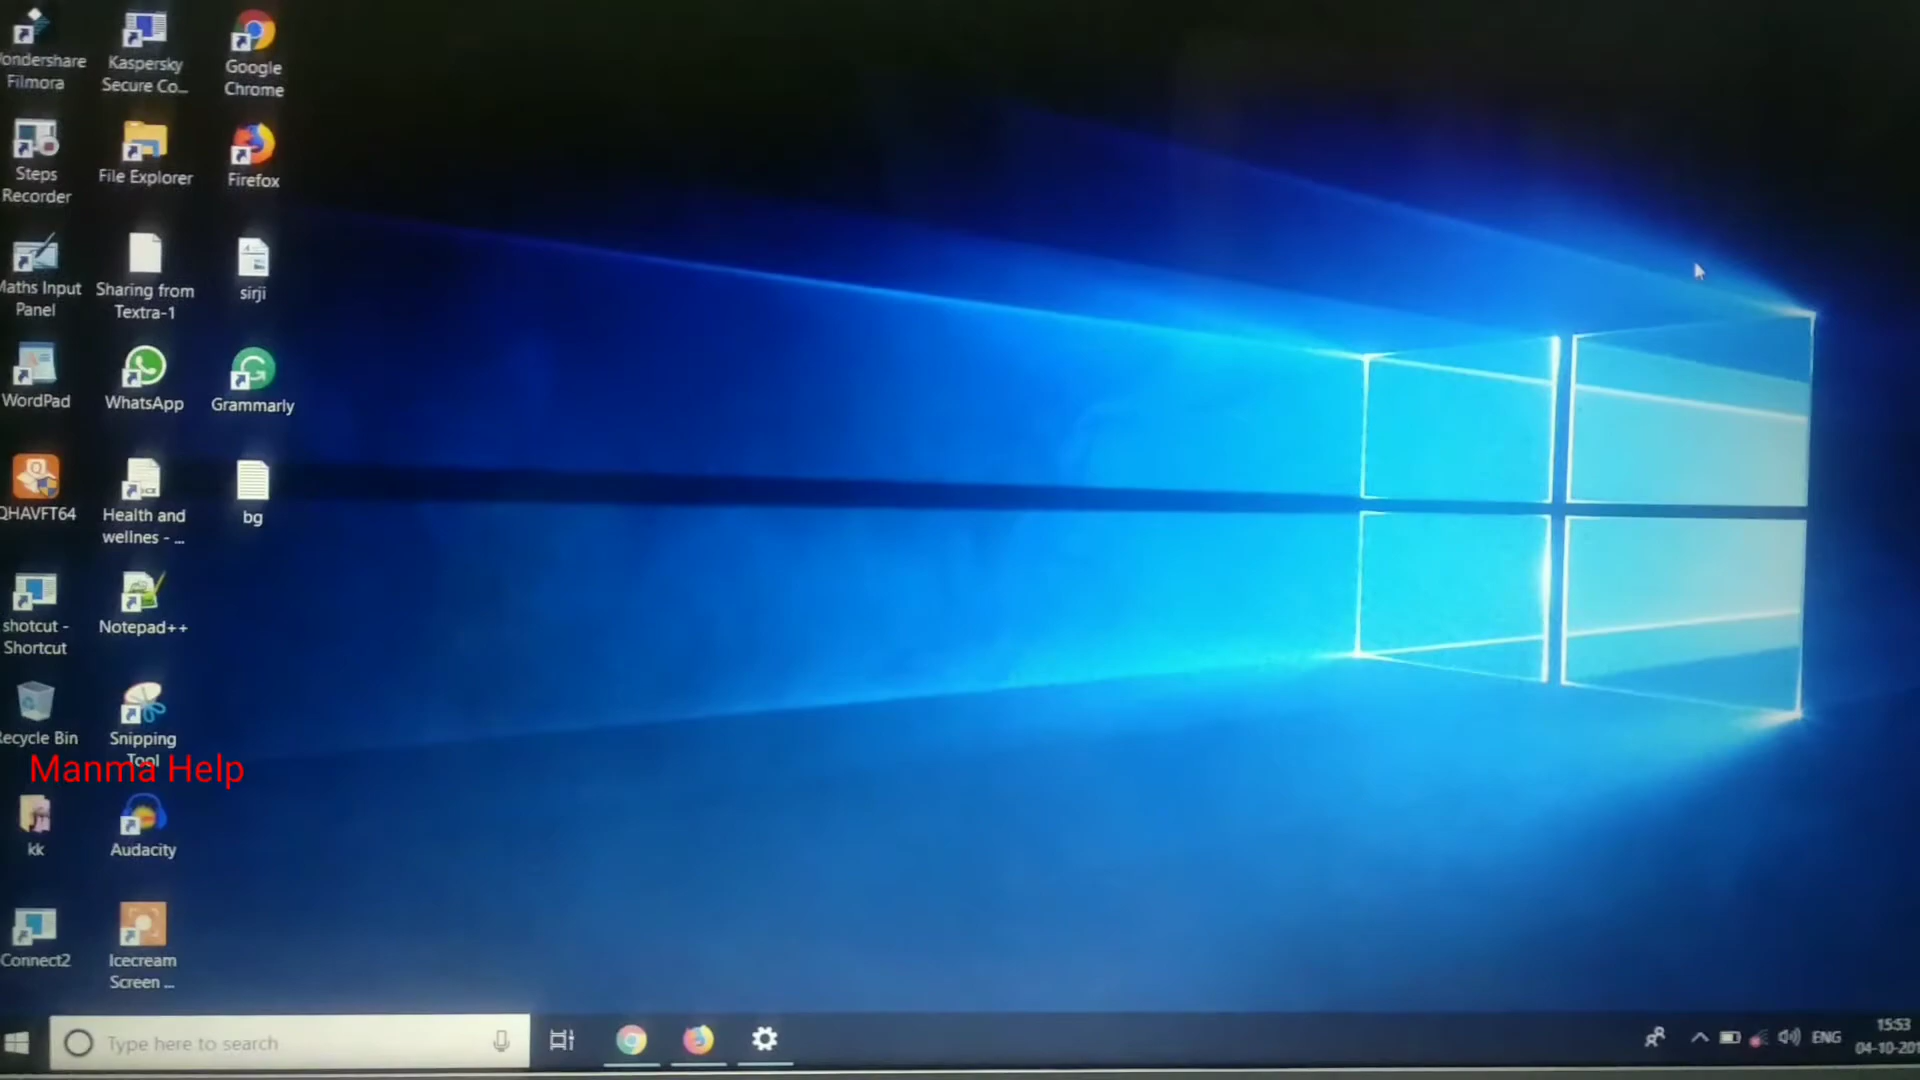 ondershare
Filmora
Kaspersky
Secure Co...
Google
Chrome
Steps
Recorder
File Explorer
Firefox
Maths Input
Panel
Sharing from
Textra-1
sirji
WordPad
WhatsApp
Grammarly
QHAVFT64
Health and
wellnes - ...
bg
shotcut -
Shortcut
Notepad++
ecycle Bin
Snipping
Tool
Manma Help
kk
Audacity
Connect2
Icecream
Screen ...
Type here to search
ENG
15:53
04-10-201